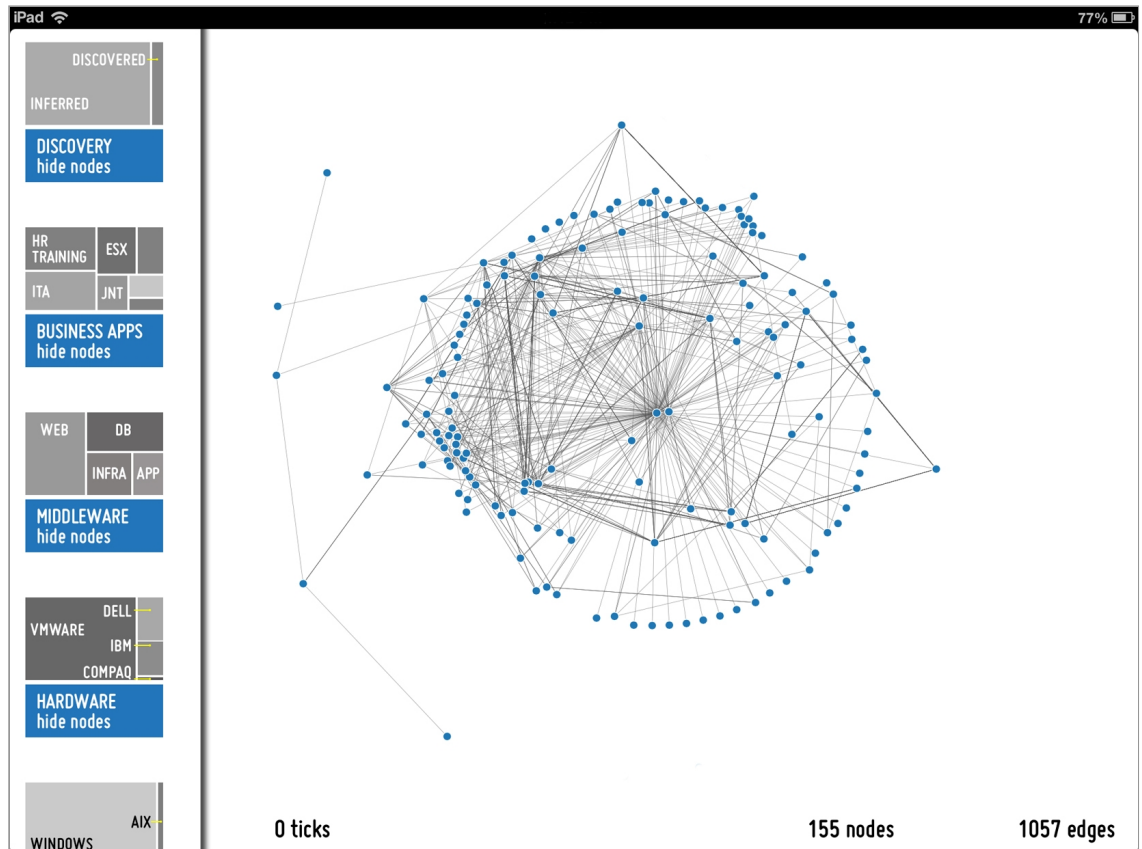 iPad
77%
DISCOVERED
INFERRED
DISCOVERY
hide nodes
HR
TRAINING
ESX
ITA
JNT
BUSINESS APPS
hide nodes
WEB
DB
INFRA
APP
MIDDLEWARE
hide nodes
DELL
VMWARE
IBM
COMPAQ
HARDWARE
hide nodes
AIX
WINDOWS
0 ticks
155 nodes
1057 edges